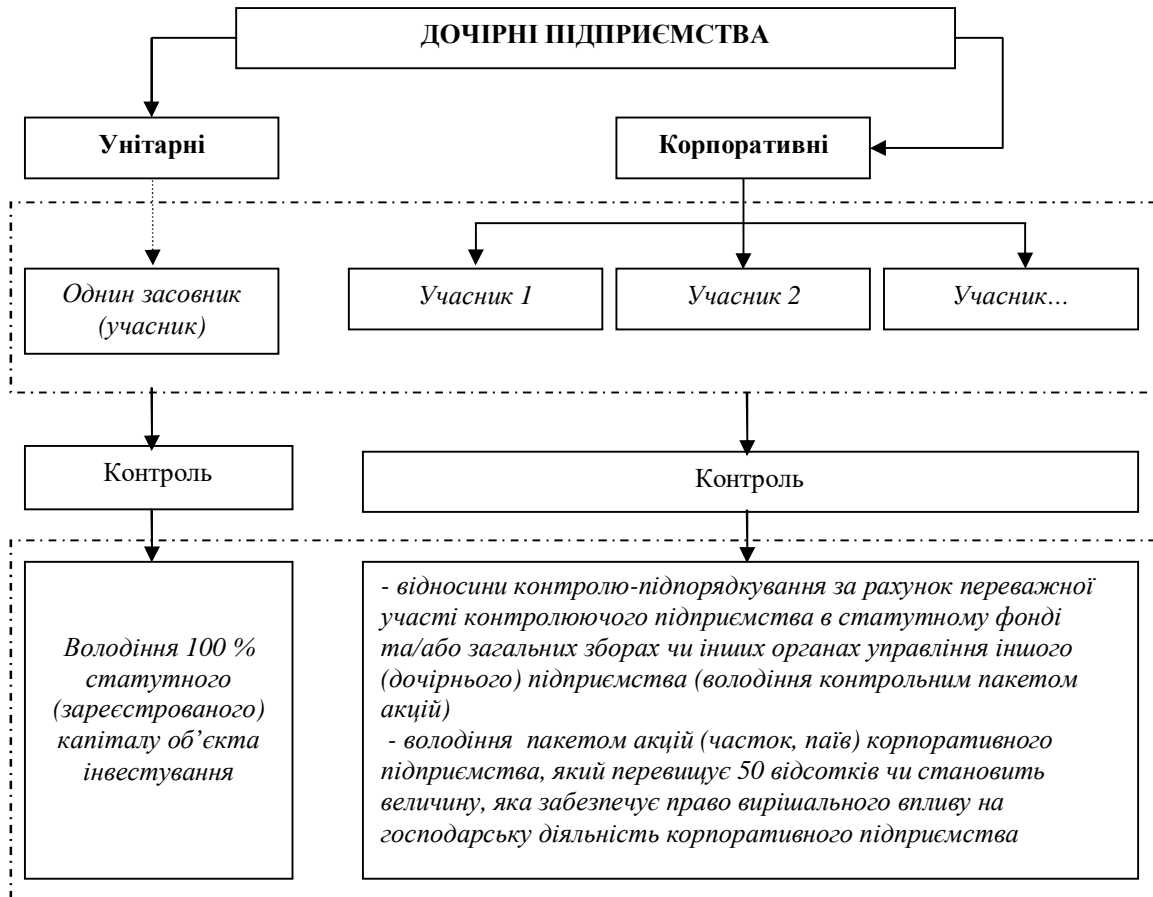 ДОЧІРНІ ПІДПРИЄМСТВА
Унітарні
Корпоративні
Однин засовник
(учасник)
Учасник 1
Учасник 2
Учасник…
Контроль
Контроль
Володіння 100 %
статутного
(зареєстрованого)
капіталу об’єкта
інвестування
- відносини контролю-підпорядкування за рахунок переважної
участі контролюючого підприємства в статутному фонді
та/або загальних зборах чи інших органах управління іншого
(дочірнього) підприємства (володіння контрольним пакетом
акцій)
- володіння пакетом акцій (часток, паїв) корпоративного
підприємства, який перевищує 50 відсотків чи становить
величину, яка забезпечує право вирішального впливу на
господарську діяльність корпоративного підприємства